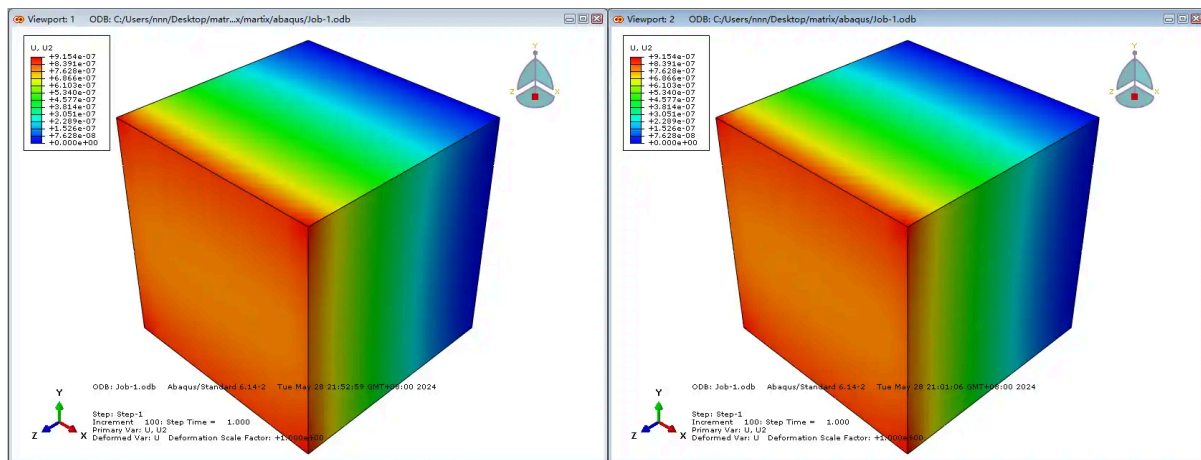 Viewport: 1 ODB: C:/Users/nnn/Desktop/matr...x/martix/abaqus/Job-1.odb
U, U2
+9.154e-07
+8.391e-07
+7.628e-07
+6.866e-07
+6.103e-07
+5.340e-07
+4.577e-07
+3.814e-07
+3.051e-07
+2.289e-07
+1.526e-07
+7.628e-08
+0.000e+00
Y
Z
X
ODB: Job-1.odb Abaqus/Standard 6.14-2 Tue May 28 21:52:59 GMT+08:00 2024
Y
Z
X
Step: Step-1
Increment 100: Step Time = 1.000
Primary Var: U, U2
Deformed Var: U Deformation Scale Factor: +1.000e+00
Viewport: 2 ODB: C:/Users/nnn/Desktop/matrix/abaqus/Job-1.odb
U, U2
+9.154e-07
+8.391e-07
+7.628e-07
+6.866e-07
+6.103e-07
+5.340e-07
+4.577e-07
+3.814e-07
+3.051e-07
+2.289e-07
+1.526e-07
+7.628e-08
+0.000e+00
Y
Z
X
ODB: Job-1.odb Abaqus/Standard 6.14-2 Tue May 28 21:01:06 GMT+08:00 2024
Y
Z
X
Step: Step-1
Increment 100: Step Time = 1.000
Primary Var: U, U2
Deformed Var: U Deformation Scale Factor: +1.000e+00